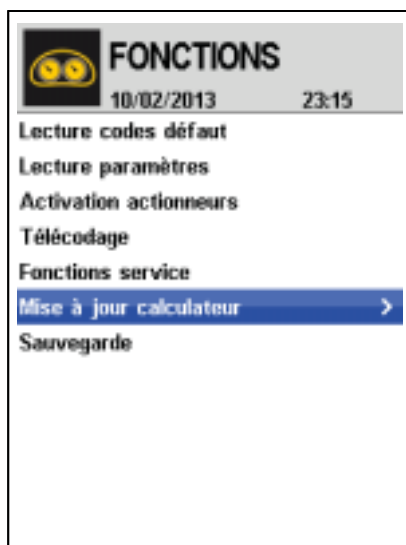 FONCTIONS
10/02/2013 23:15
Lecture codes défaut
Lecture paramètres
Activation actionneurs
Télécodage
Fonctions service
Mise à jour calculateur >
Sauvegarde